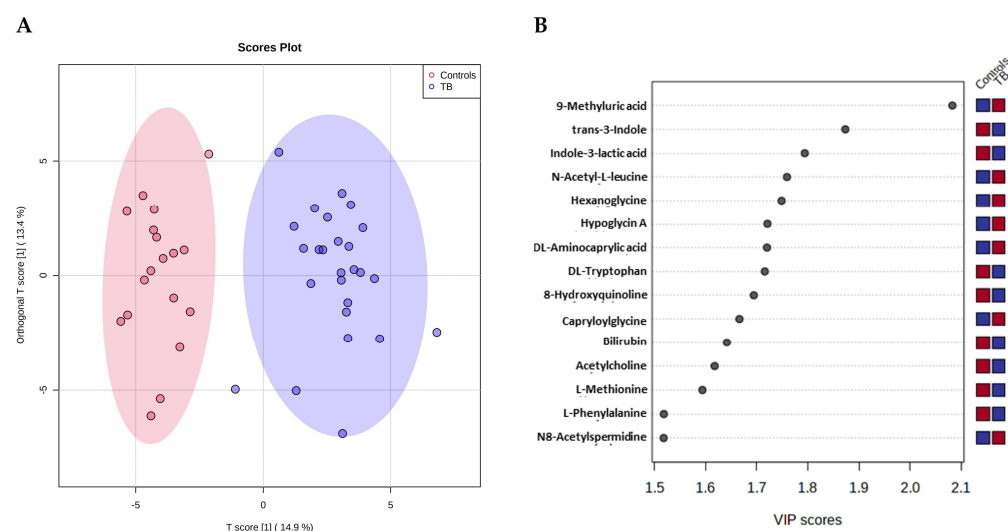 A
B
Scores Plot
Controls
TB
Orthogonal T score [1] ( 13.4 %)
5
0
-5
-5
0
5
T score [1] ( 14.9 %)
Controls
TB
9-Methyluric acid
trans-3-Indole
Indole-3-lactic acid
N-Acetyl-L-leucine
Hexanoglycine
Hypoglycin A
DL-Aminocaprylic acid
DL-Tryptophan
8-Hydroxyquinoline
Capryloylglycine
Bilirubin
Acetylcholine
L-Methionine
L-Phenylalanine
N8-Acetylspermidine
1.5
1.6
1.7
1.8
1.9
2.0
2.1
VIP scores